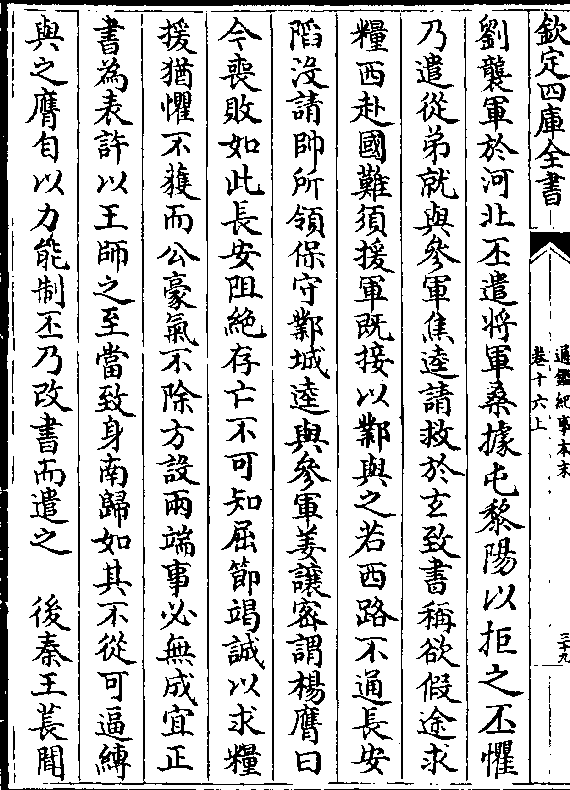 欽定四庫全書
通鑑紀事本末
卷十六上
三十九
劉襲軍於河北丕遣將軍桑據屯黎陽以拒之丕懼
乃遣從弟就與參軍焦逵請救於玄致書稱欲假途求
糧西赴國難須援軍既接以鄴與之若西路不通長安
陷沒請帥所領保守鄴城逵與參軍姜讓密謂楊膺曰
今喪敗如此長安阻絶存亡不可知屈節竭誠以求糧
援猶懼不獲而公豪氣不除方設兩端事必無成宜正
書為表許以王師之至當致身南歸如其不從可逼縛
與之膺自以力能制丕乃改書而遣之　後秦王萇聞